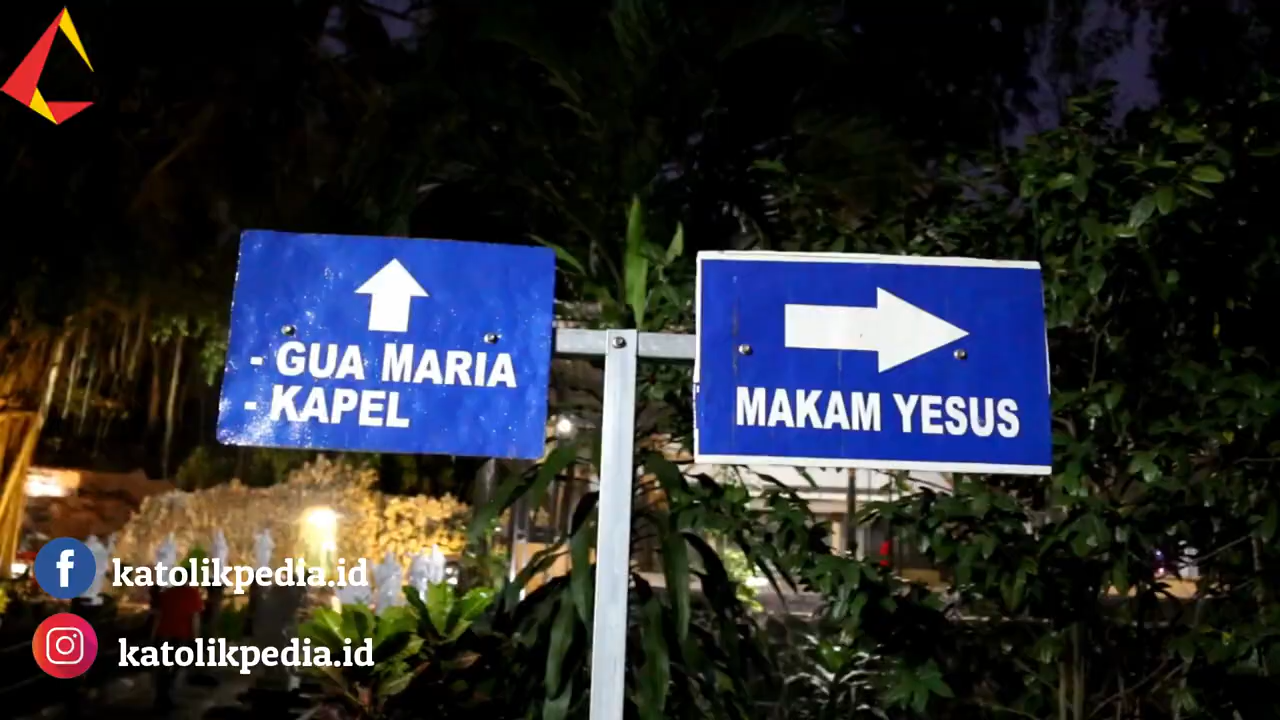 - GUA MARIA
- KAPEL
MAKAM YESUS
katolikpedia.id
katolikpedia.id